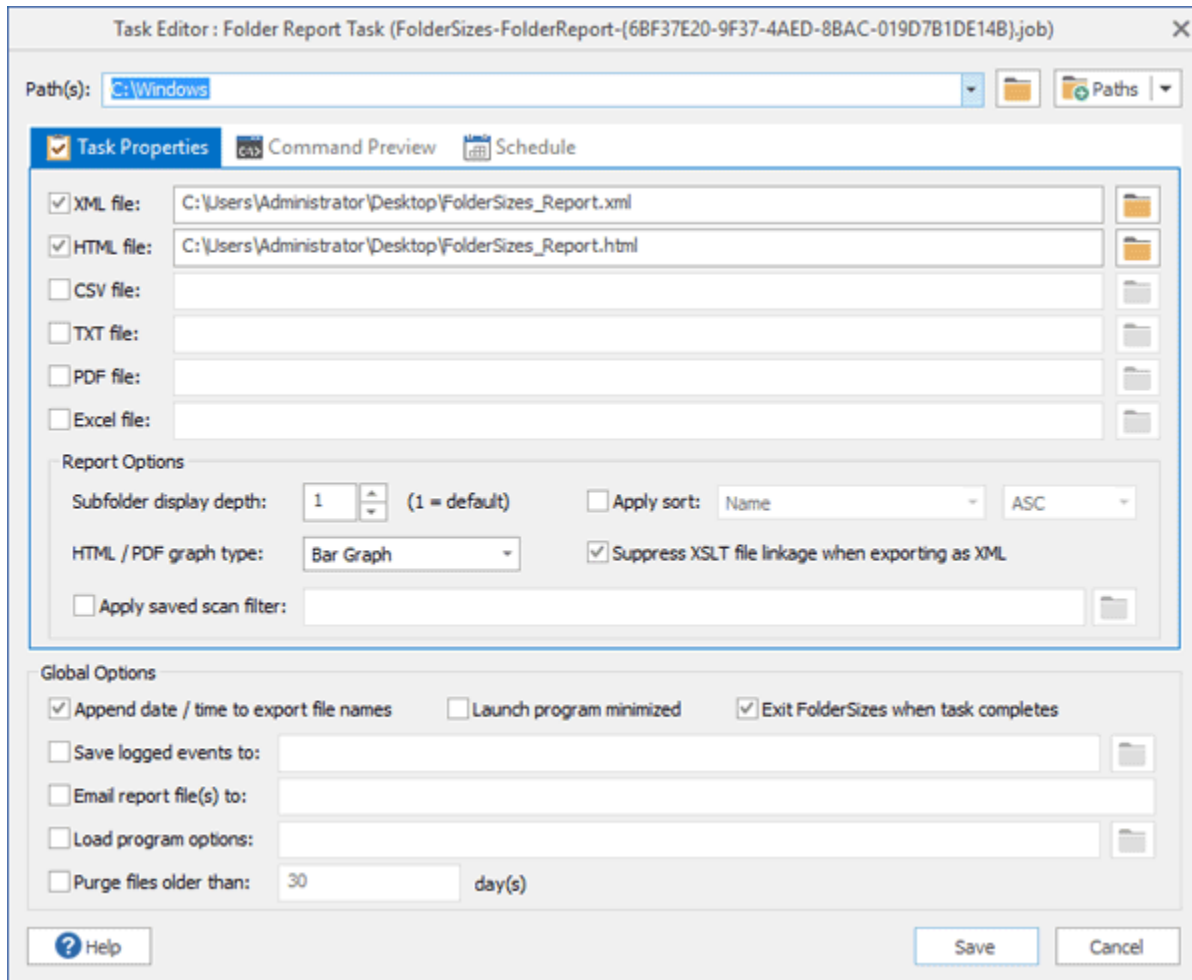 Task Editor : Folder Report Task (FolderSizes-FolderReport-{6BF37E20-9F37-4AED-8BAC-019D7B1DE14B}.job)
Path(s): C:\Windows Paths
Task Properties Command Preview Schedule
XML file: C:\Users\Administrator\Desktop\FolderSizes_Report.xml
HTML file: C:\Users\Administrator\Desktop\FolderSizes_Report.html
CSV file:
TXT file:
PDF file:
Excel file:
Report Options
Subfolder display depth: 1 (1 = default) Apply sort: Name ASC
HTML / PDF graph type: Bar Graph Suppress XSLT file linkage when exporting as XML
Apply saved scan filter:
Global Options
Append date / time to export file names Launch program minimized Exit FolderSizes when task completes
Save logged events to:
Email report file(s) to:
Load program options:
Purge files older than: 30 day(s)
Help Save Cancel